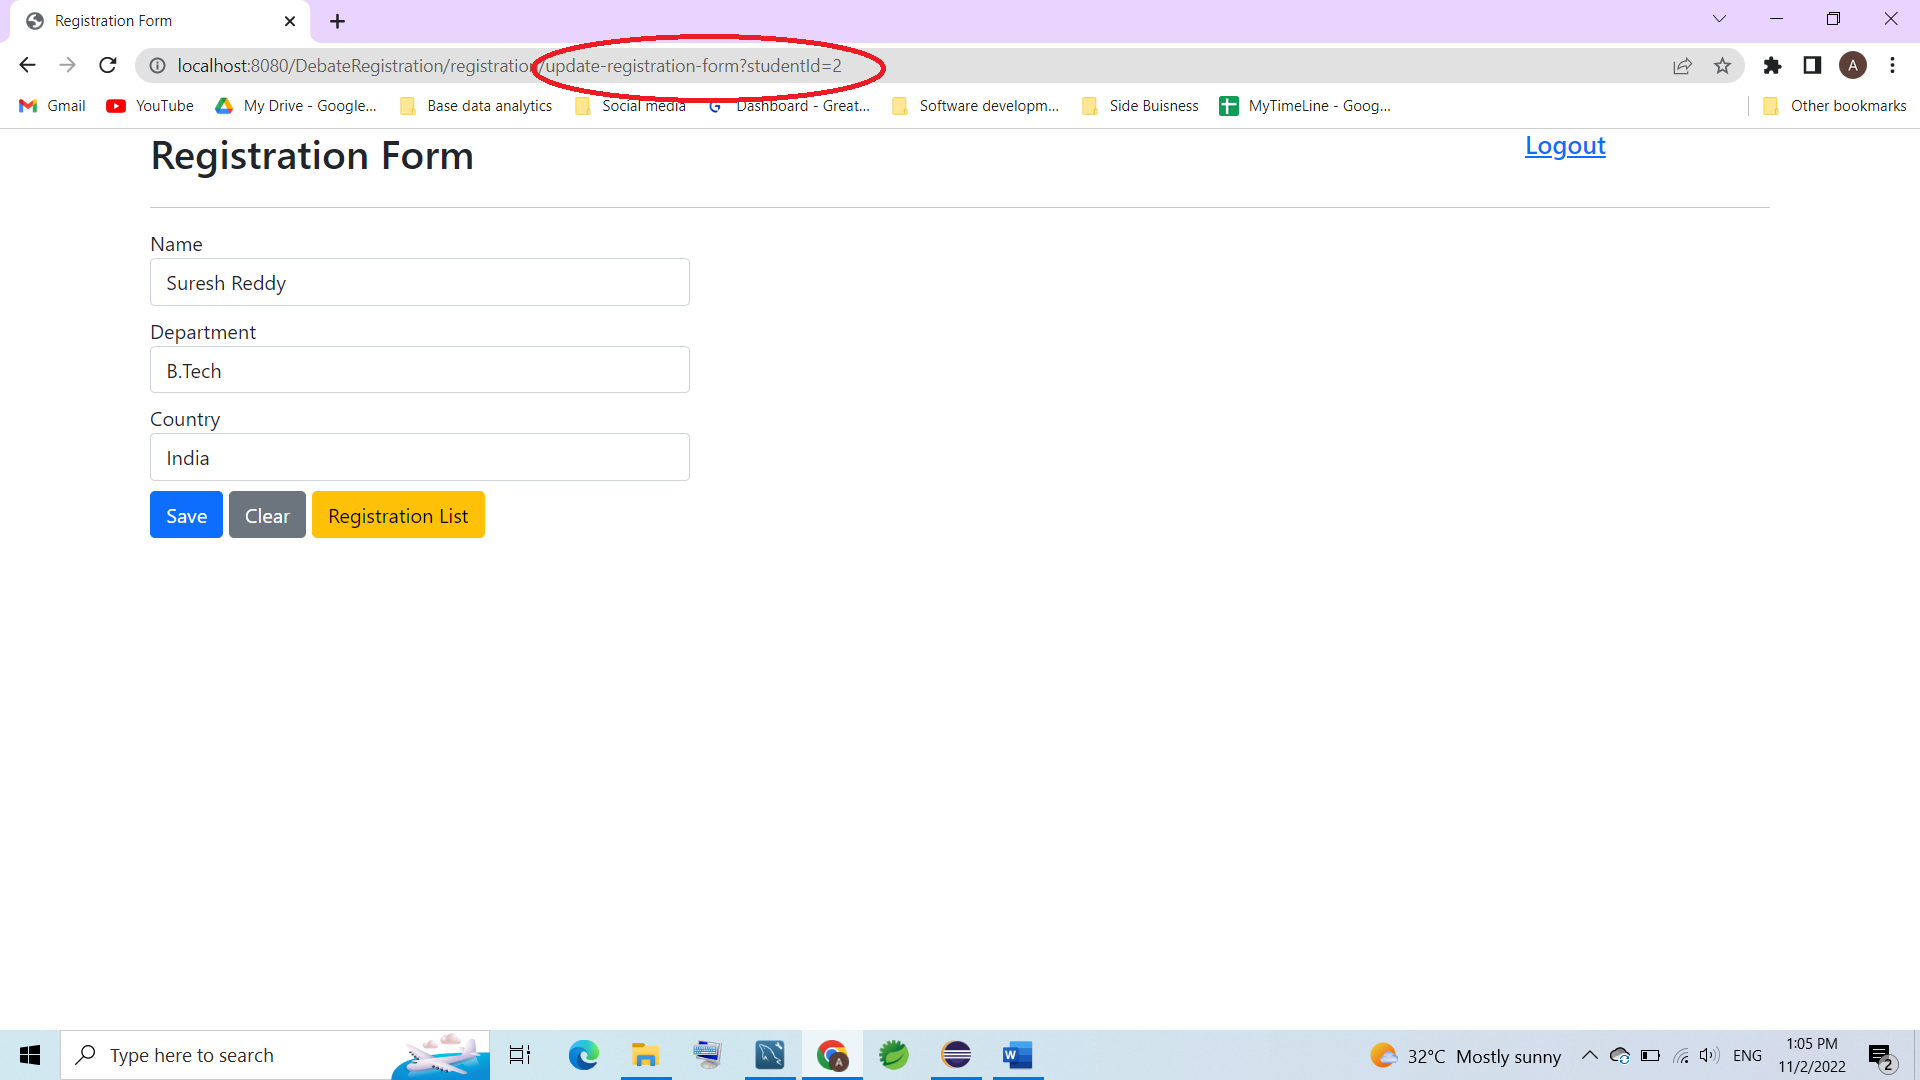 Registration Form
localhost:8080/DebateRegistration/registration/update-registration-form?studentId=2
A
Gmail
YouTube
My Drive - Google...
Base data analytics
Social media
Dashboard - Great...
Software developm...
Side Buisness
MyTimeLine - Goog...
Other bookmarks
Registration Form
Logout
Name
Suresh Reddy
Department
B.Tech
Country
India
Save Clear Registration List
Type here to search
A
W
32°C Mostly sunny
ENG
1:05 PM
11/2/2022
2